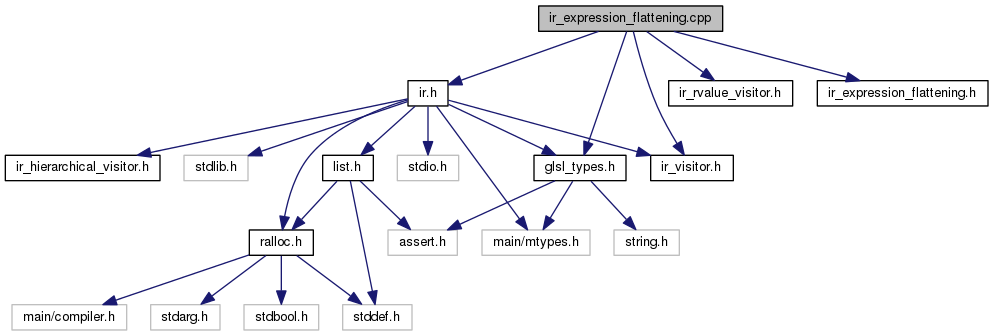 ir_expression_flattening.cpp
ir.h
ir_rvalue_visitor.h
ir_expression_flattening.h
ir_hierarchical_visitor.h
stdlib.h
list.h
stdio.h
glsl_types.h
ir_visitor.h
ralloc.h
assert.h
main/mtypes.h
string.h
main/compiler.h
stdarg.h
stdbool.h
stddef.h